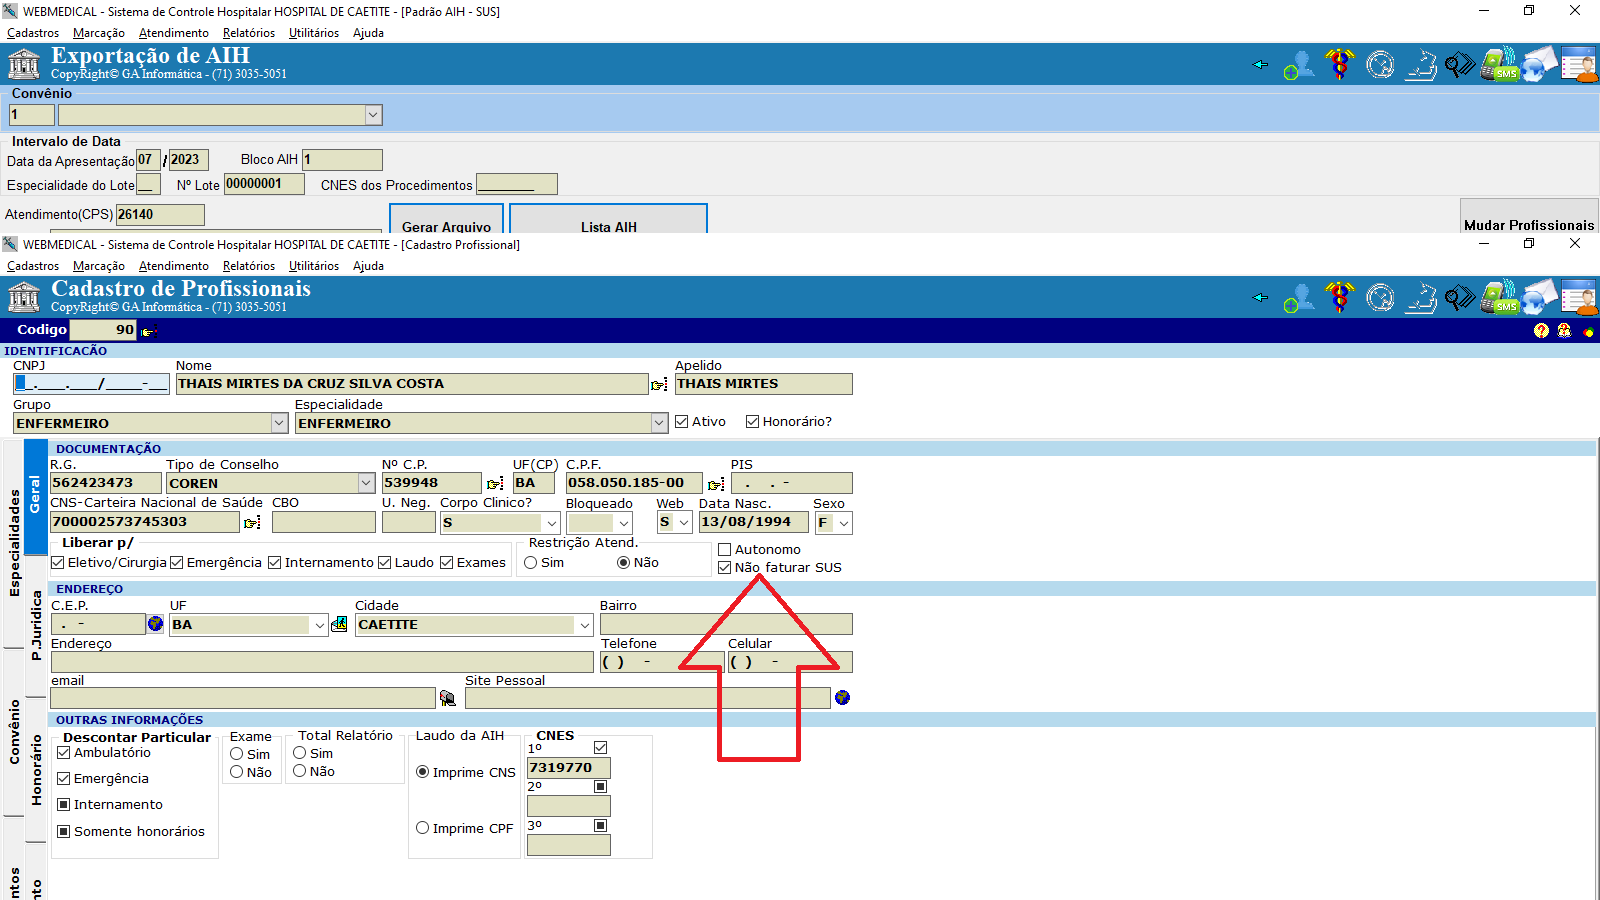 WEBMEDICAL - Sistema de Controle Hospitalar HOSPITAL DE CAETITE - [Padrão AIH - SUS]
Cadastros Marcação Atendimento Relatórios Utilitários Ajuda
Exportação de AIH
CopyRight© GA Informática - (71) 3035-5051
SMS
Convênio
1
Intervalo de Data
Data da Apresentação 07 / 2023 Bloco AIH 1
Especialidade do Lote __ Nº Lote 00000001 CNES dos Procedimentos _______
Atendimento(CPS) 26140
Gerar Arquivo Lista AIH Mudar Profissionais
WEBMEDICAL - Sistema de Controle Hospitalar HOSPITAL DE CAETITE - [Cadastro Profissional]
Cadastros Marcação Atendimento Relatórios Utilitários Ajuda
Cadastro de Profissionais
CopyRight© GA Informática - (71) 3035-5051
SMS
Codigo 90
IDENTIFICACÃO
CNPJ Nome Apelido
__.___.___/____-__ THAIS MIRTES DA CRUZ SILVA COSTA THAIS MIRTES
Grupo Especialidade
ENFERMEIRO ENFERMEIRO Ativo Honorário?
DOCUMENTAÇÃO
R.G. Tipo de Conselho Nº C.P. UF(CP) C.P.F. PIS
562423473 COREN 539948 BA 058.050.185-00 . . -
CNS-Carteira Nacional de Saúde CBO U. Neg. Corpo Clinico? Bloqueado Web Data Nasc. Sexo
700002573745303 S S 13/08/1994 F
Liberar p/ Restrição Atend. Autonomo
Eletivo/Cirurgia Emergência Internamento Laudo Exames Sim Não Não faturar SUS
ENDEREÇO
C.E.P. UF Cidade Bairro
. - BA CAETITE
Endereço Telefone Celular
( ) - ( ) -
email Site Pessoal
OUTRAS INFORMAÇÕES
Descontar Particular Exame Total Relatório Laudo da AIH CNES
Ambulatório Sim Sim 1º
Não Não Imprime CNS 7319770
Emergência 2º
Internamento
Somente honorários Imprime CPF 3º
Especialidades
Geral
P.Juridica
Convênio
Honorário
ntos
nto